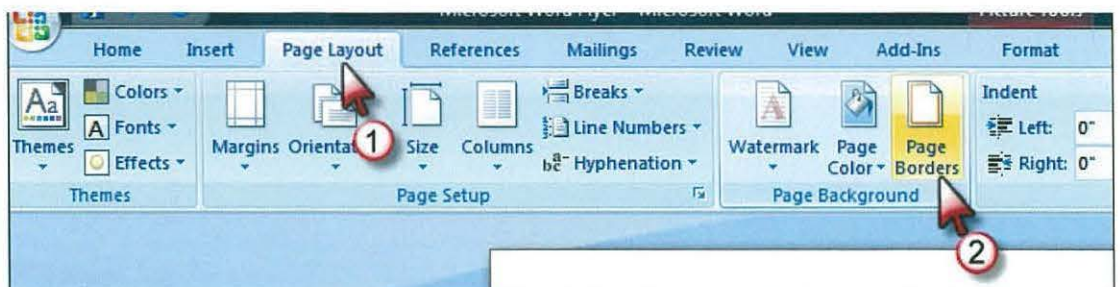 Microsoft Word Flyer - Microsoft Word Picture Tools
Home Insert Page Layout References Mailings Review View Add-Ins Format
Aa Colors
A Fonts
Effects
Themes
Themes
Margins Orientat 1 Size Columns
Breaks
Line Numbers
Hyphenation
Page Setup
A
Watermark Page Color Page Borders
Page Background
2
Indent
Left: 0"
Right: 0"